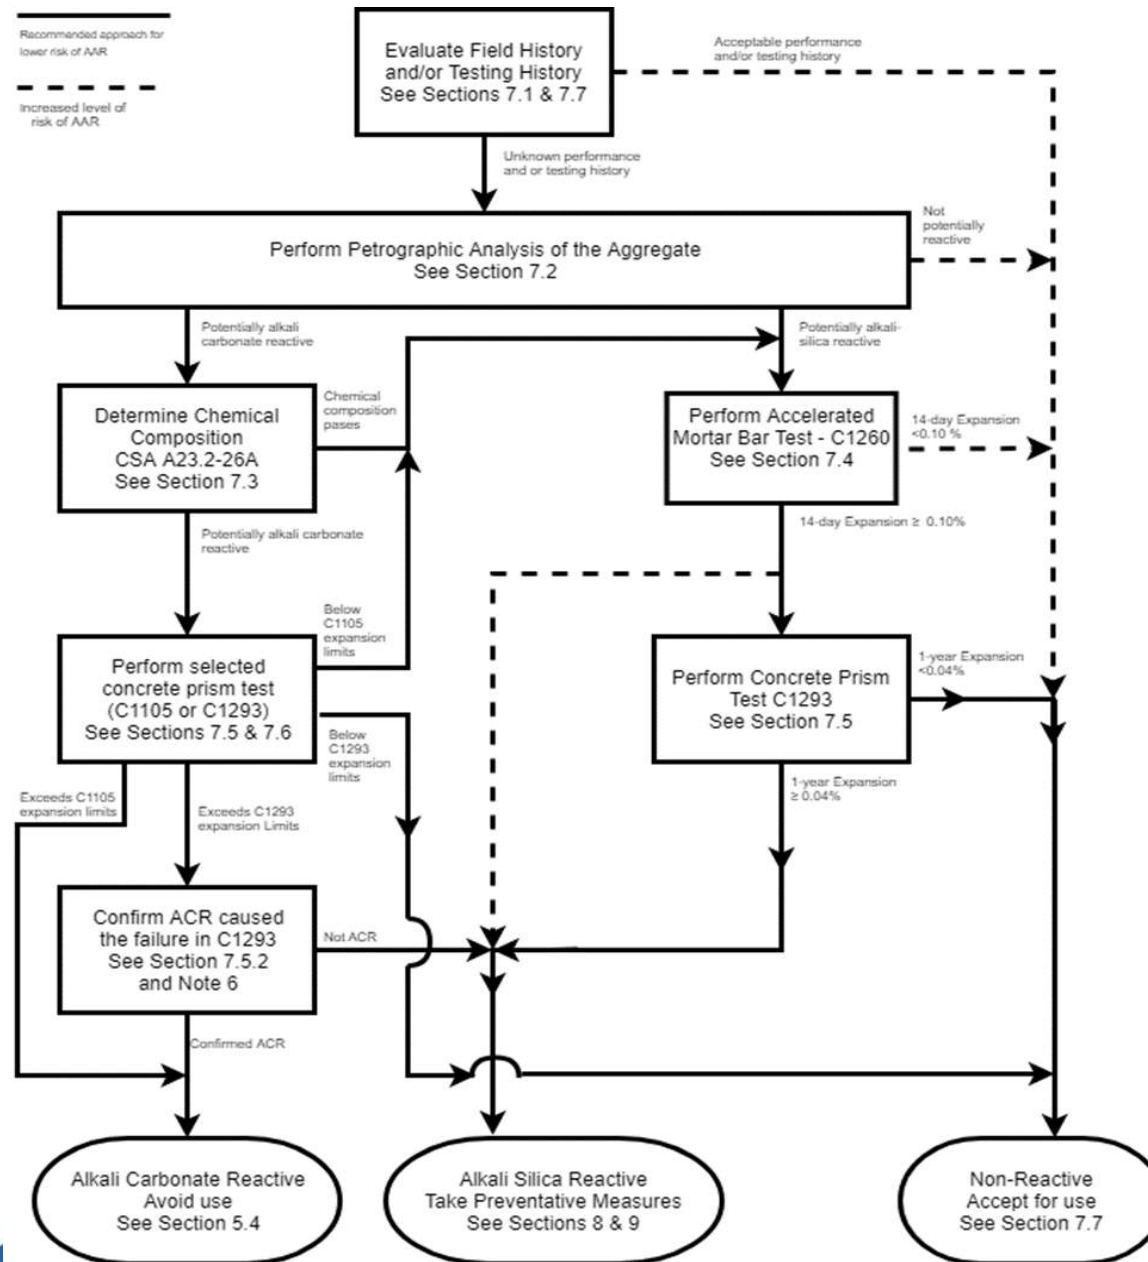 Recommended approach for
lower risk of AAR
Increased level of
risk of AAR
Evaluate Field History
and/or Testing History
See Sections 7.1 & 7.7
Acceptable performance
and/or testing history
Unknown performance
and or testing history
Perform Petrographic Analysis of the Aggregate
See Section 7.2
Not
potentially
reactive
Potentially alkali
carbonate reactive
Potentially alkali-
silica reactive
Determine Chemical
Composition
CSA A23.2-26A
See Section 7.3
Chemical
composition
pases
Perform Accelerated
Mortar Bar Test - C1260
See Section 7.4
14-day Expansion
<0.10 %
Potentially alkali carbonate
reactive
14-day Expansion ≥ 0.10%
Perform selected
concrete prism test
(C1105 or C1293)
See Sections 7.5 & 7.6
Below
C1105
expansion
limits
Perform Concrete Prism
Test C1293
See Section 7.5
1-year Expansion
<0.04%
Below
C1293
expansion
limits
Exceeds C1105
expansion limits
Exceeds C1293
expansion Limits
1-year Expansion
≥ 0.04%
Confirm ACR caused
the failure in C1293
See Section 7.5.2
and Note 6
Not ACR
Confirmed ACR
Alkali Carbonate Reactive
Avoid use
See Section 5.4
Alkali Silica Reactive
Take Preventative Measures
See Sections 8 & 9
Non-Reactive
Accept for use
See Section 7.7